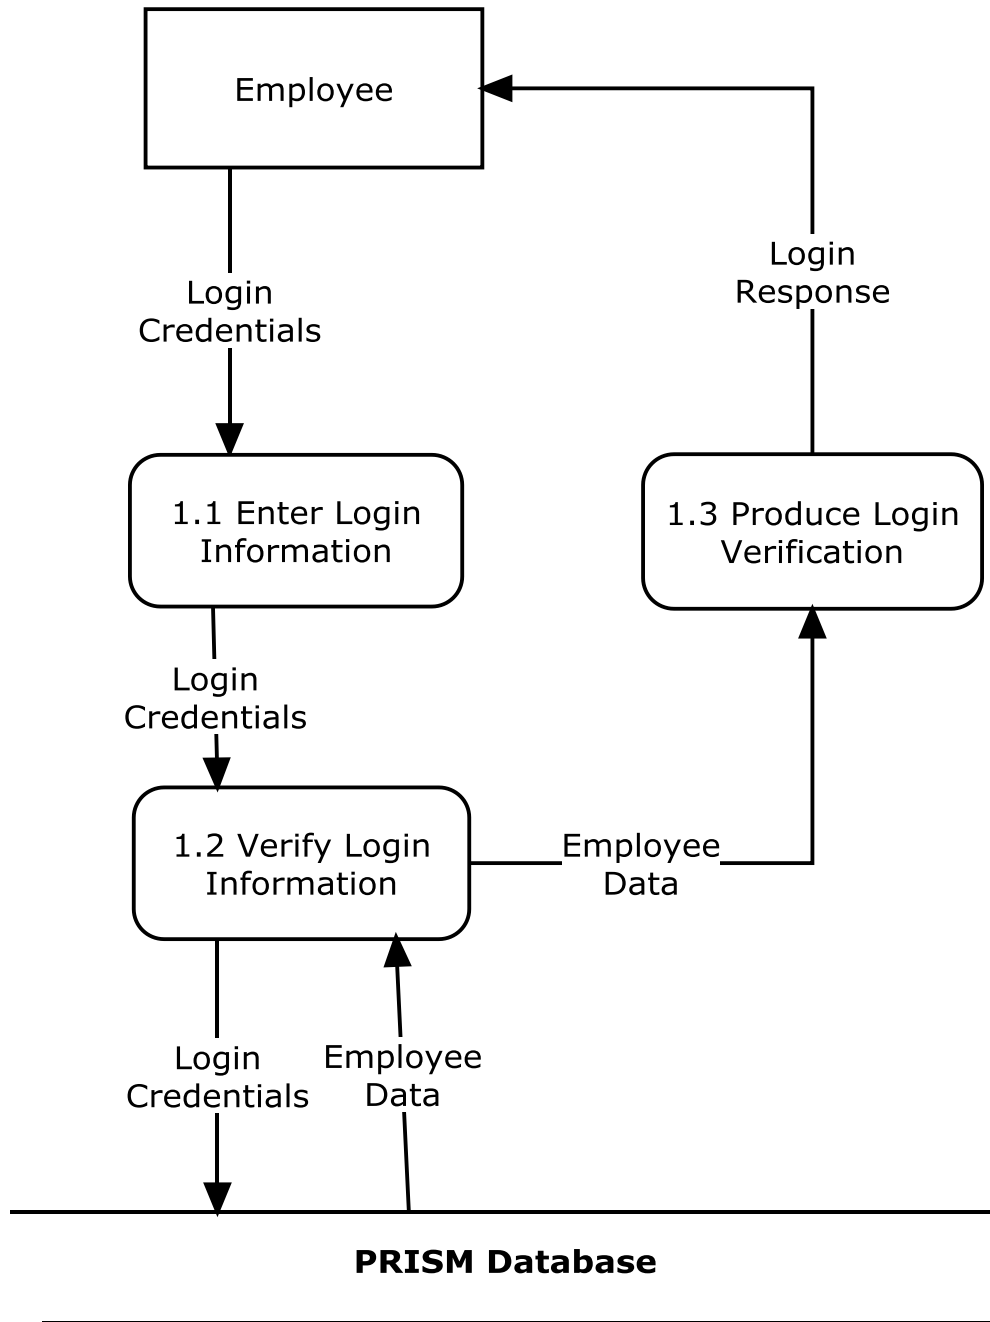 Employee
Login
Response
Login
Credentials
1.1 Enter Login
Information
1.3 Produce Login
Verification
Login
Credentials
1.2 Verify Login
Information
Employee
Data
Login
Credentials
Employee
Data
PRISM Database